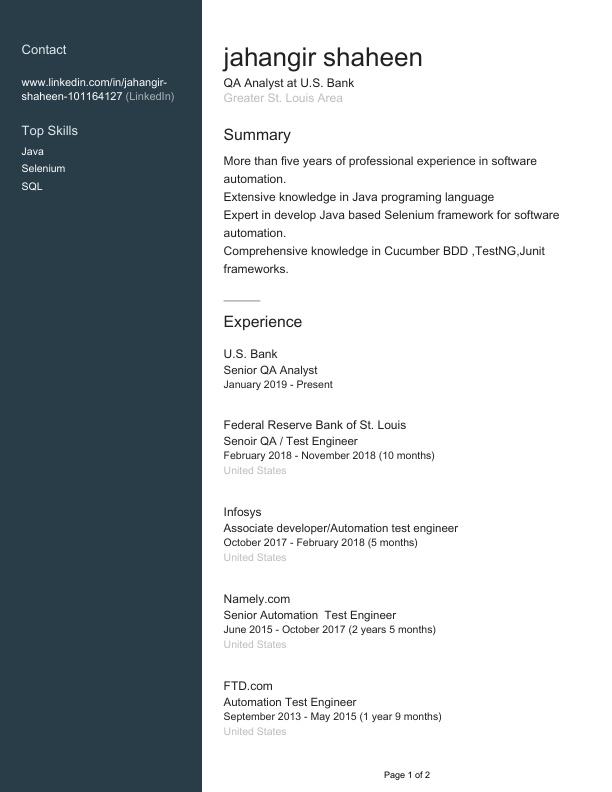 Contact
www.linkedin.com/in/jahangir-
shaheen-101164127 (LinkedIn)
Top Skills
Java
Selenium
SQL
jahangir shaheen
QA Analyst at U.S. Bank
Greater St. Louis Area
Summary
More than five years of professional experience in software
automation.
Extensive knowledge in Java programing language
Expert in develop Java based Selenium framework for software
automation.
Comprehensive knowledge in Cucumber BDD ,TestNG,Junit
frameworks.
Experience
U.S. Bank
Senior QA Analyst
January 2019 - Present
Federal Reserve Bank of St. Louis
Senoir QA / Test Engineer
February 2018 - November 2018 (10 months)
United States
Infosys
Associate developer/Automation test engineer
October 2017 - February 2018 (5 months)
United States
Namely.com
Senior Automation  Test Engineer
June 2015 - October 2017 (2 years 5 months)
United States
FTD.com
Automation Test Engineer
September 2013 - May 2015 (1 year 9 months)
United States
Page 1 of 2